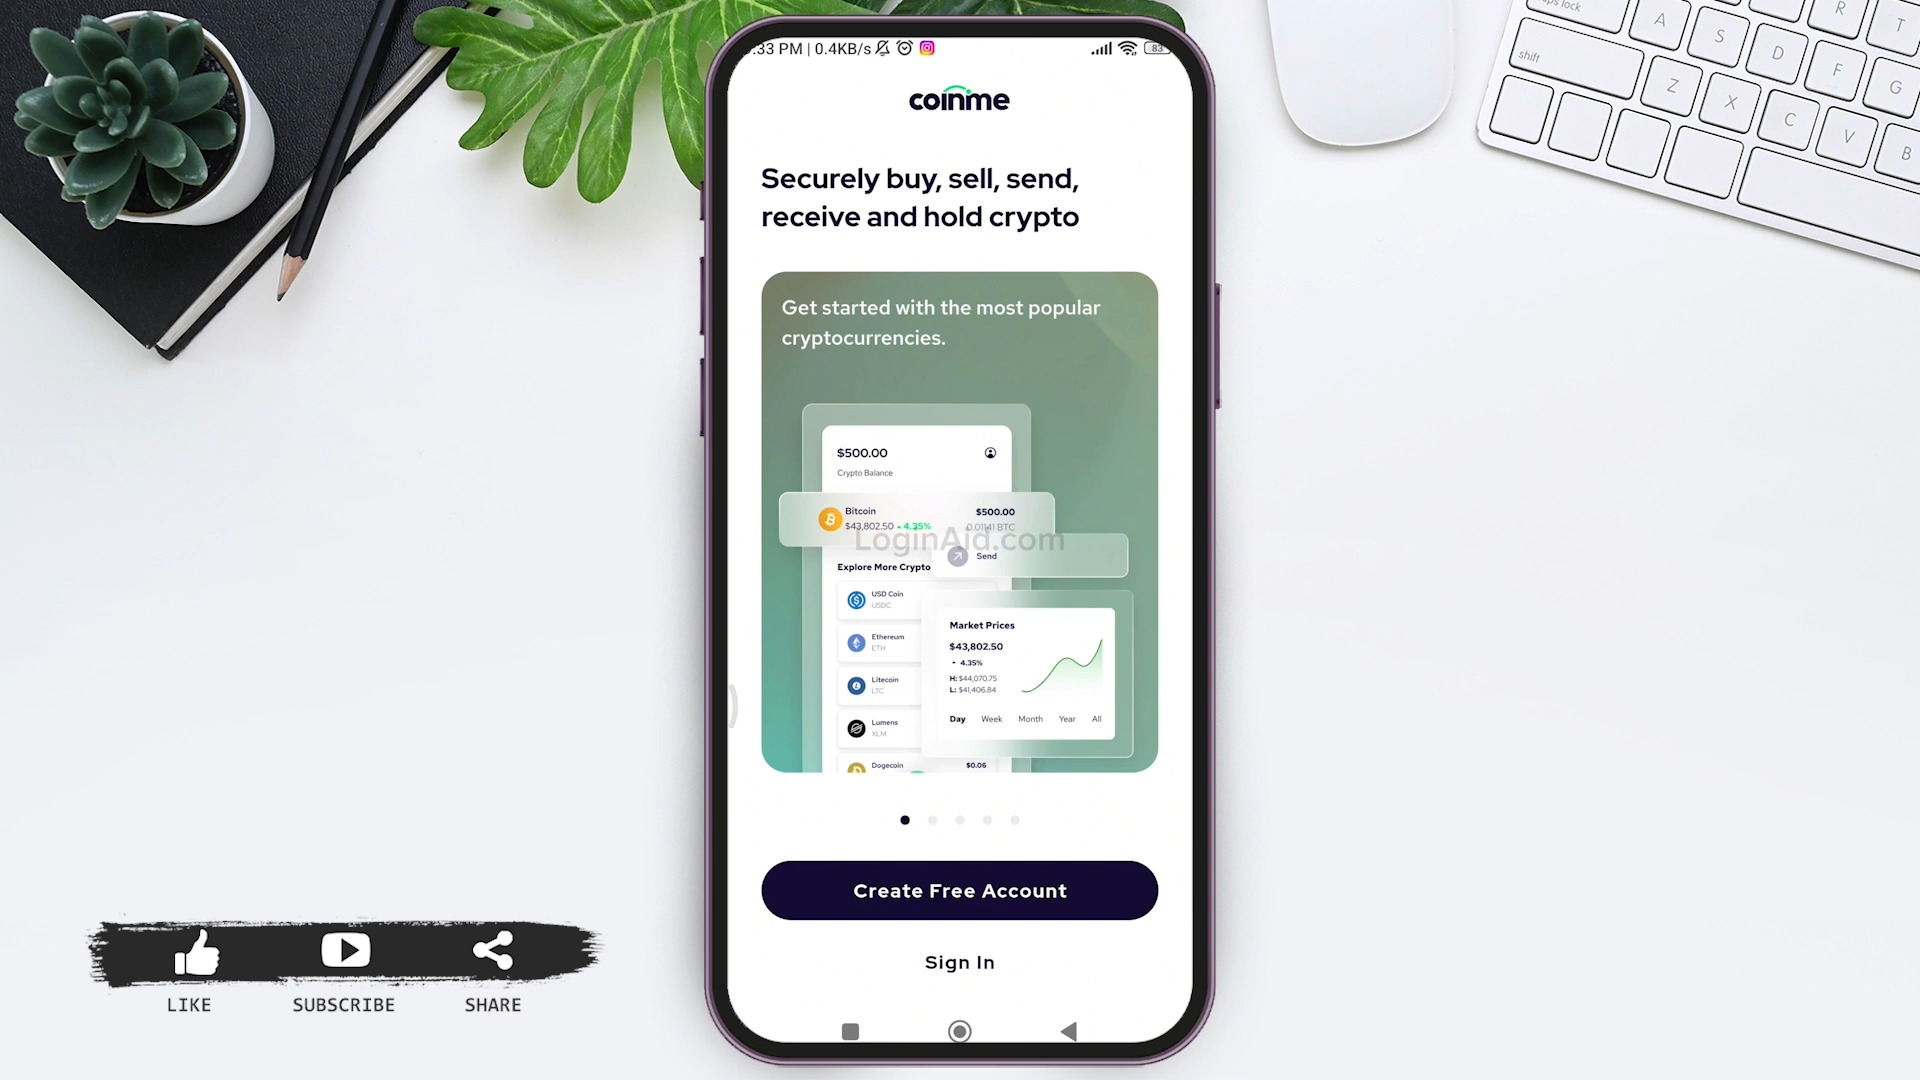 :33 PM | 0.4KB/s
83
coinme
Securely buy, sell, send,
receive and hold crypto
Get started with the most popular
cryptocurrencies.
$500.00
Crypto Balance
Bitcoin
$500.00
$43,802.50 4.35%
0.01141 BTC
LoginAid.com
Send
Explore More Crypto
USD Coin
USDC
Ethereum
ETH
Litecoin
LTC
Lumens
XLM
Dogecoin
$0.06
Market Prices
$43,802.50
4.35%
H: $44,070.75
L: $41,406.84
Day Week Month Year All
Create Free Account
Sign In
LIKE SUBSCRIBE SHARE
caps lock
A S D F G
R T
shift
Z X C V B